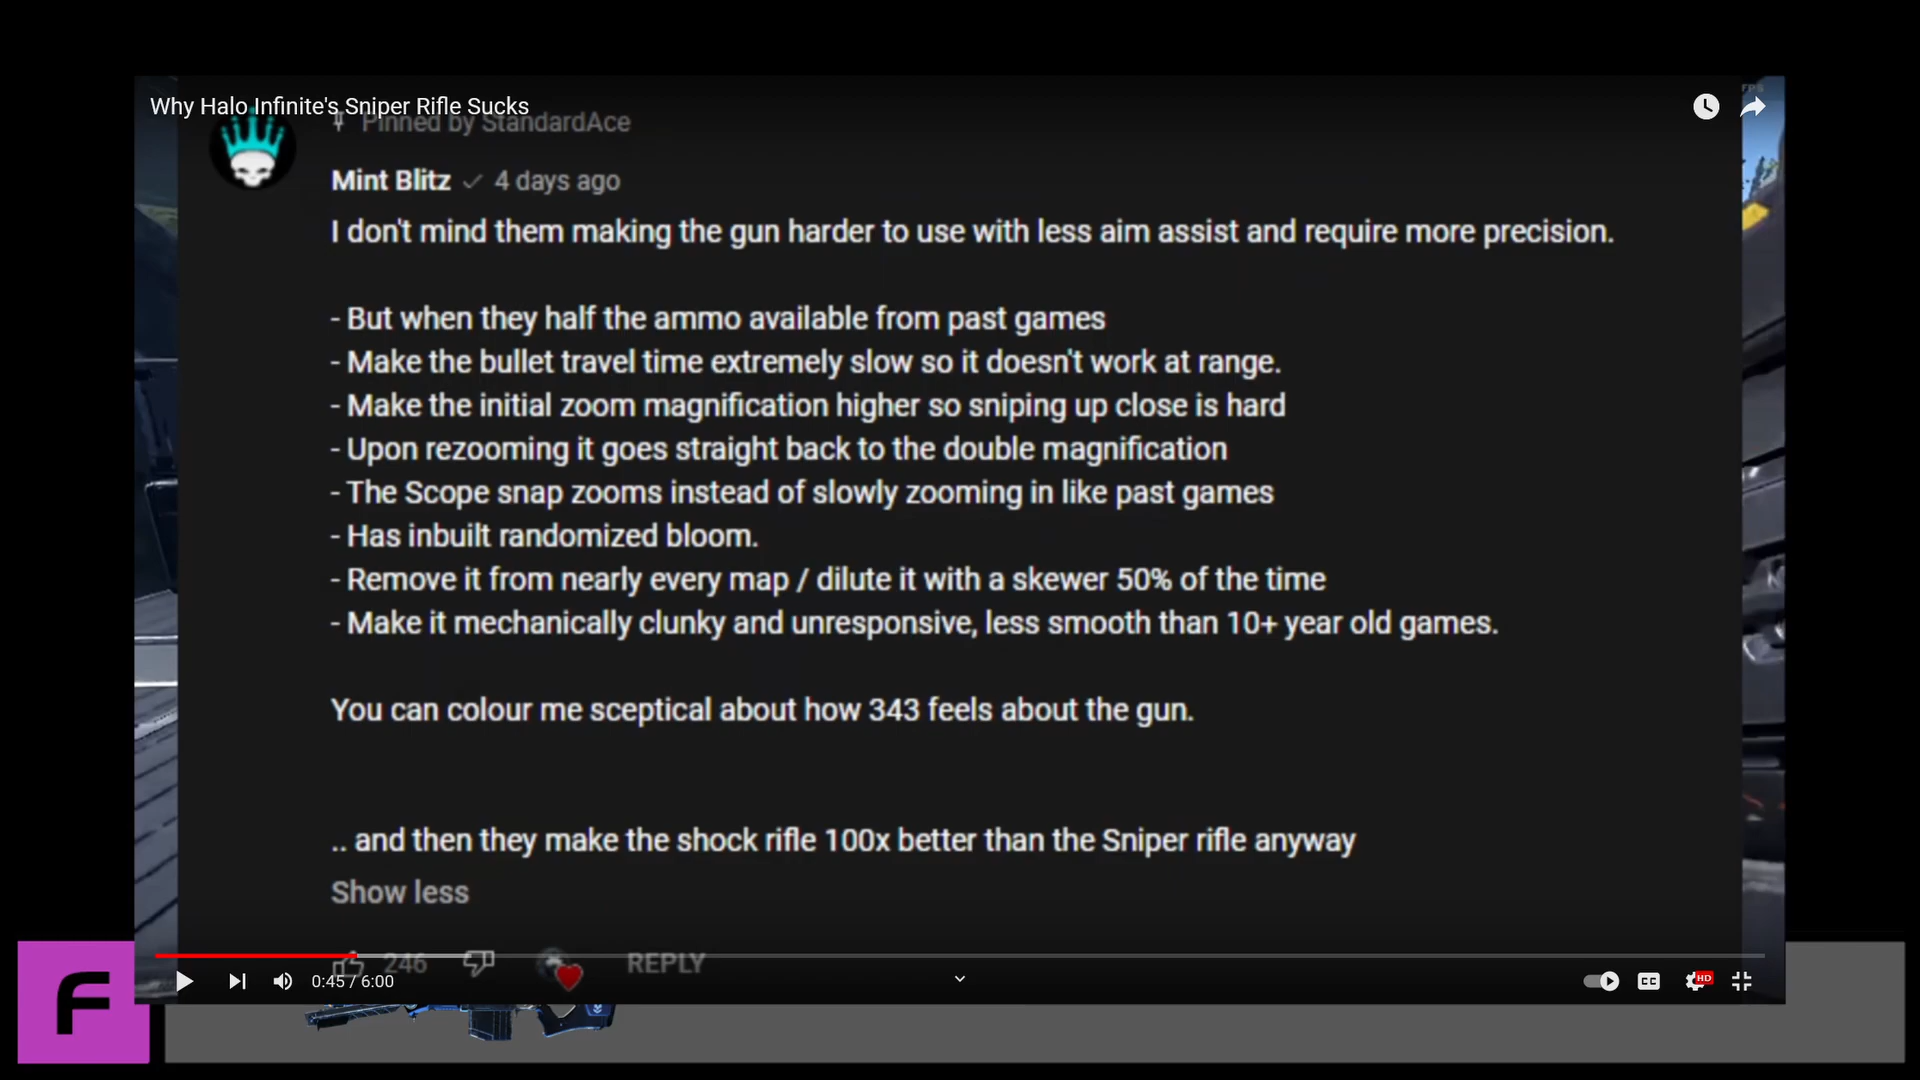 FPS
Why Halo Infinite's Sniper Rifle Sucks
Pinned by StandardAce
Mint Blitz 4 days ago
I don't mind them making the gun harder to use with less aim assist and require more precision.
- But when they half the ammo available from past games
- Make the bullet travel time extremely slow so it doesn't work at range.
- Make the initial zoom magnification higher so sniping up close is hard
- Upon rezooming it goes straight back to the double magnification
- The Scope snap zooms instead of slowly zooming in like past games
- Has inbuilt randomized bloom.
- Remove it from nearly every map / dilute it with a skewer 50% of the time
- Make it mechanically clunky and unresponsive, less smooth than 10+ year old games.
You can colour me sceptical about how 343 feels about the gun.
.. and then they make the shock rifle 100x better than the Sniper rifle anyway
Show less
246 REPLY
0:45 / 6:00
CC
HD
F